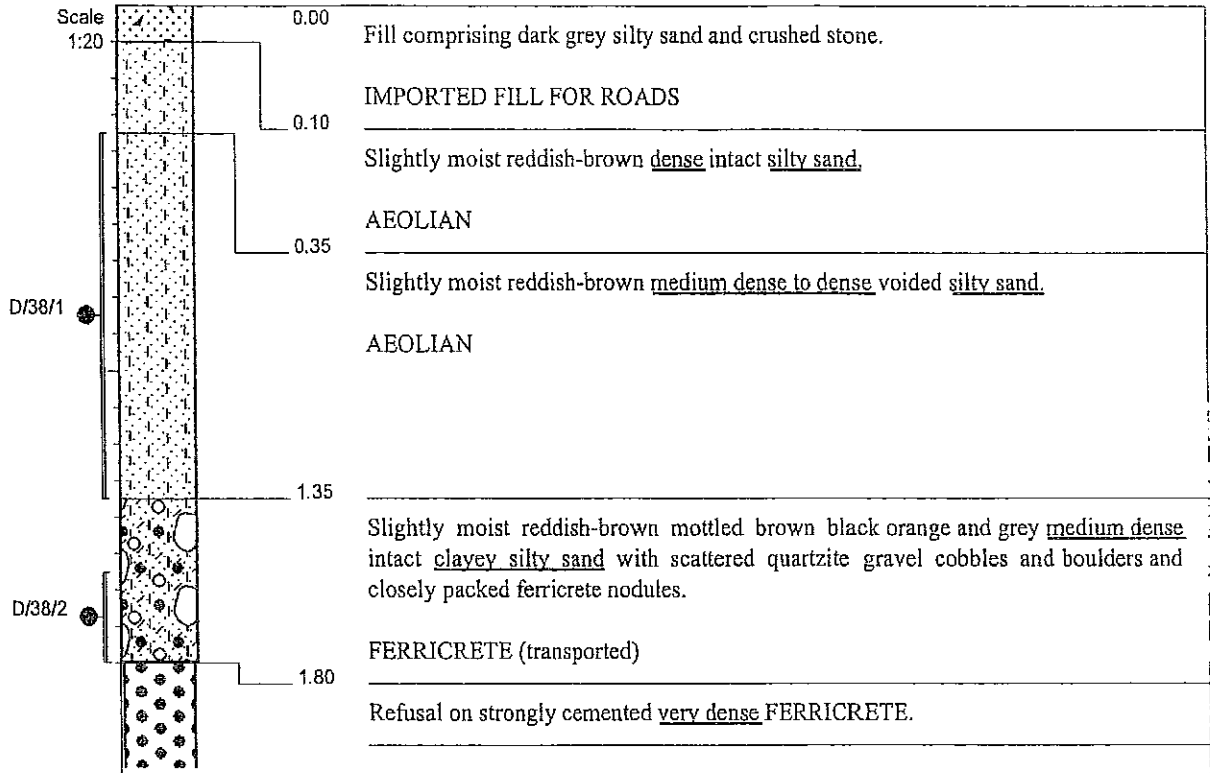 Scale
1:20
0.00
Fill comprising dark grey silty sand and crushed stone.
IMPORTED FILL FOR ROADS
0.10
Slightly moist reddish-brown dense intact silty sand.
AEOLIAN
0.35
Slightly moist reddish-brown medium dense to dense voided silty sand.
D/38/1
AEOLIAN
1.35
Slightly moist reddish-brown mottled brown black orange and grey medium dense
intact clayey silty sand with scattered quartzite gravel cobbles and boulders and
closely packed ferricrete nodules.
D/38/2
FERRICRETE (transported)
1.80
Refusal on strongly cemented very dense FERRICRETE.